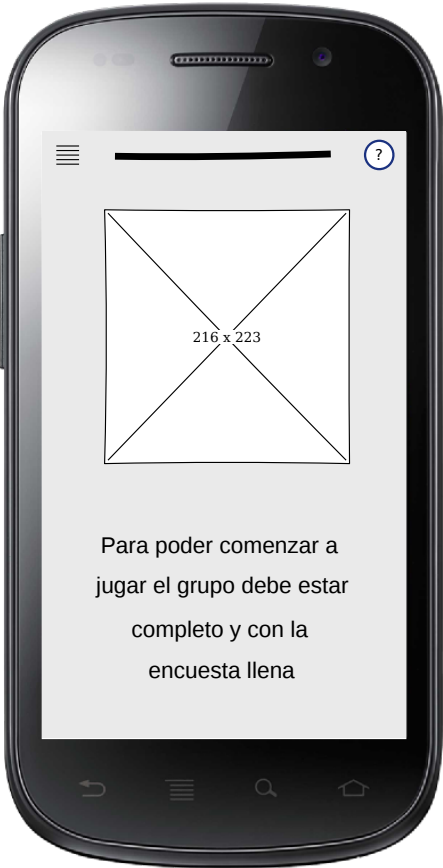 ?
216 x 223
Para poder comenzar a
jugar el grupo debe estar
completo y con la
encuesta llena